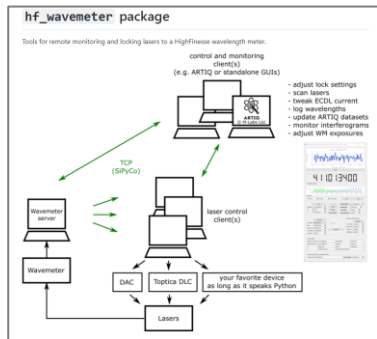 hf_wavemeter package
Tools for remote monitoring and locking lasers to a HighFinesse wavelength meter.
control and monitoring
client(s)
(e.g. ARTIQ or standalone GUIs)
ARTIQ
- adjust lock settings
- scan lasers
- tweak ECDL current
- log wavelengths
- update ARTIQ datasets
- monitor interferograms
- adjust WM exposures
TCP
(SiPyCo)
Wavemeter
server
laser control
client(s)
Wavemeter
DAC
Toptica DLC
your favorite device
as long as it speaks Python
Lasers